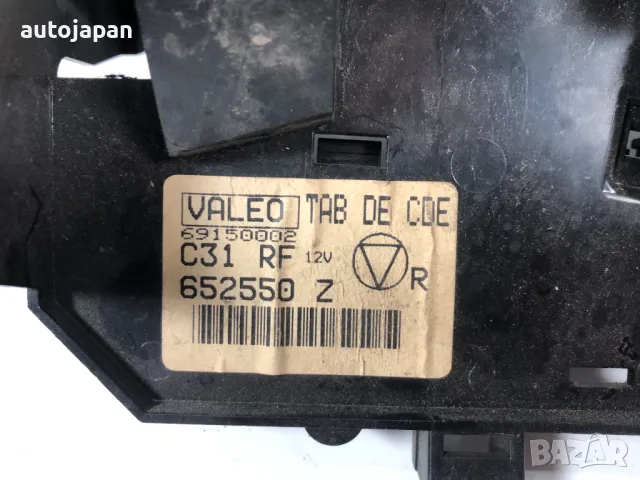 autojapan
VALEO TAB DE CDE
69150002
C31 RF 12V
R
652550 Z
BAZAR